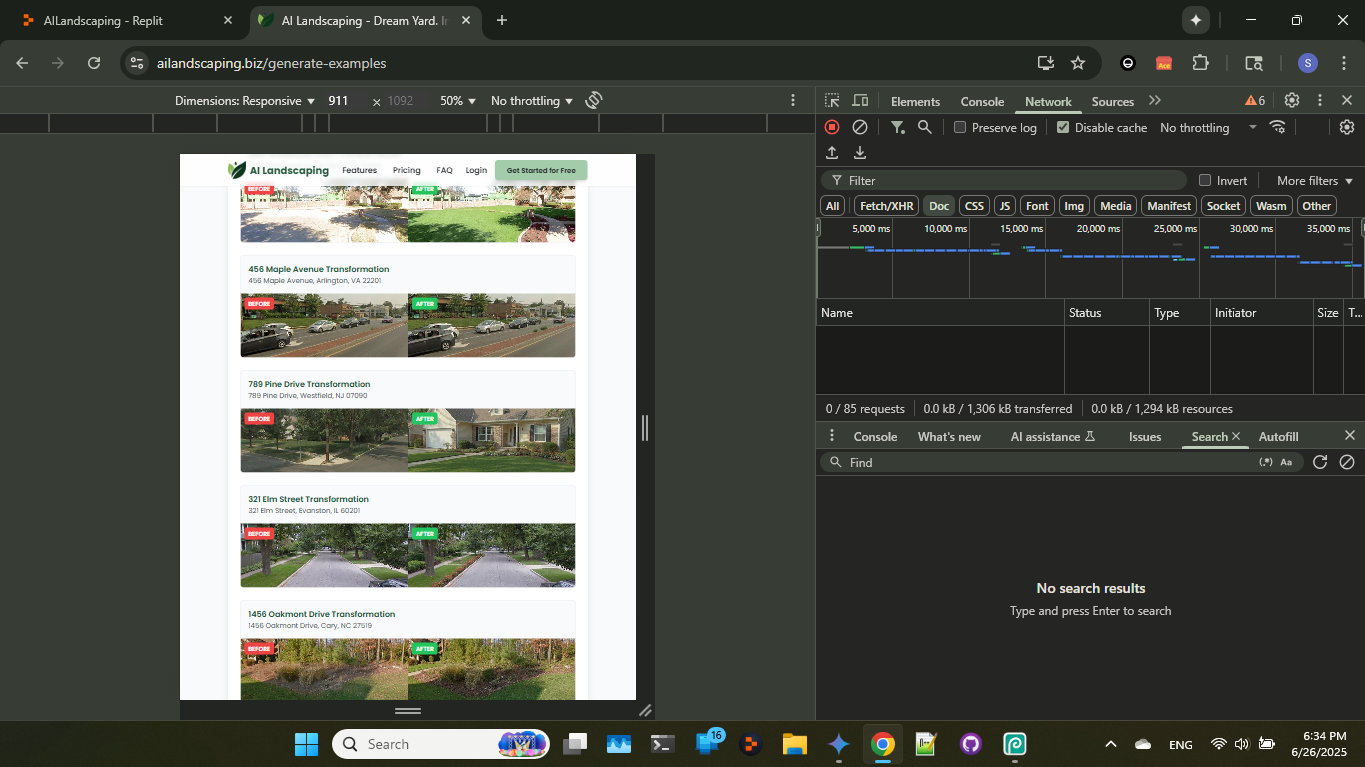 AILandscaping - Replit
AI Landscaping - Dream Yard. In
ailandscaping.biz/generate-examples
Ace
S
Dimensions: Responsive 911 × 1092 50% No throttling
Elements Console Network Sources 6
Preserve log Disable cache No throttling
Filter Invert More filters
All Fetch/XHR Doc CSS JS Font Img Media Manifest Socket Wasm Other
5,000 ms 10,000 ms 15,000 ms 20,000 ms 25,000 ms 30,000 ms 35,000 ms
Name Status Type Initiator Size T...
0 / 85 requests 0.0 kB / 1,306 kB transferred 0.0 kB / 1,294 kB resources
Console What's new AI assistance Issues Search Autofill
Find (.*) Aa
No search results
Type and press Enter to search
AI Landscaping Features Pricing FAQ Login Get Started for Free
BEFORE AFTER
456 Maple Avenue Transformation
456 Maple Avenue, Arlington, VA 22201
BEFORE AFTER
789 Pine Drive Transformation
789 Pine Drive, Westfield, NJ 07090
BEFORE AFTER
321 Elm Street Transformation
321 Elm Street, Evanston, IL 60201
BEFORE AFTER
1456 Oakmont Drive Transformation
1456 Oakmont Drive, Cary, NC 27519
BEFORE AFTER
Search
16
ENG
6:34 PM
6/26/2025